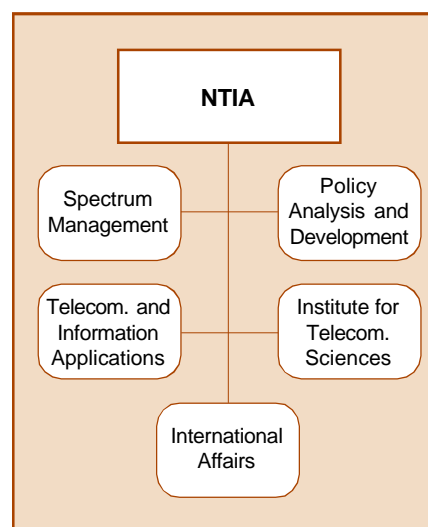 NTIA
Spectrum
Management
Policy
Analysis and
Development
Telecom. and
Information
Applications
Institute for
Telecom.
Sciences
International
Affairs